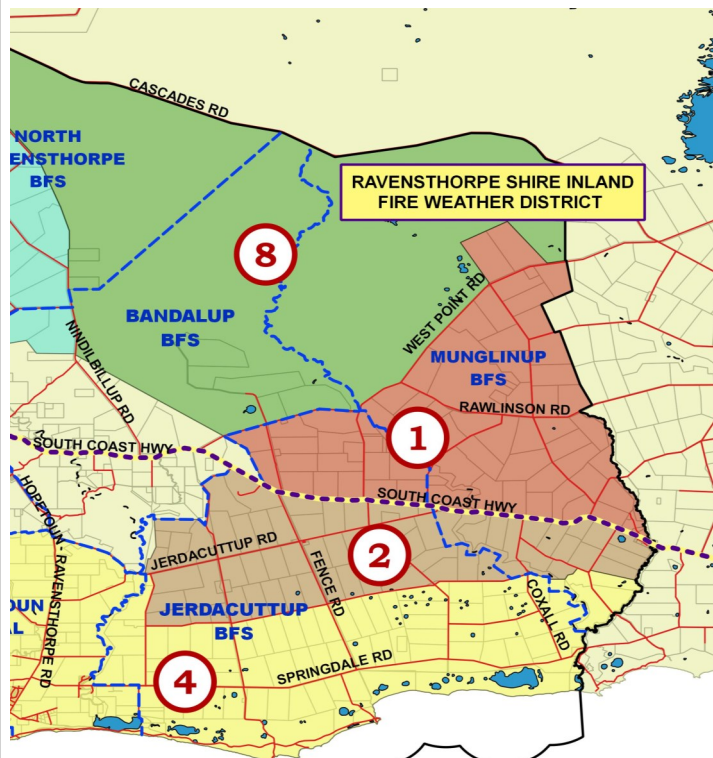 CASCADES RD
NORTH
ENSTHORPE
BFS
RAVENSTHORPE SHIRE INLAND
FIRE WEATHER DISTRICT
8
BANDALUP
BFS
WEST POINT RD
MUNGLINUP
BFS
NINDILBILLUP RD
RAWLINSON RD
1
SOUTH COAST HWY
SOUTH COAST HWY
HOPETOUN - RAVENSTHORPE RD
JERDACUTTUP RD
2
FENCE RD
OUN
AL
JERDACUTTUP
BFS
COXALL RD
SPRINGDALE RD
4